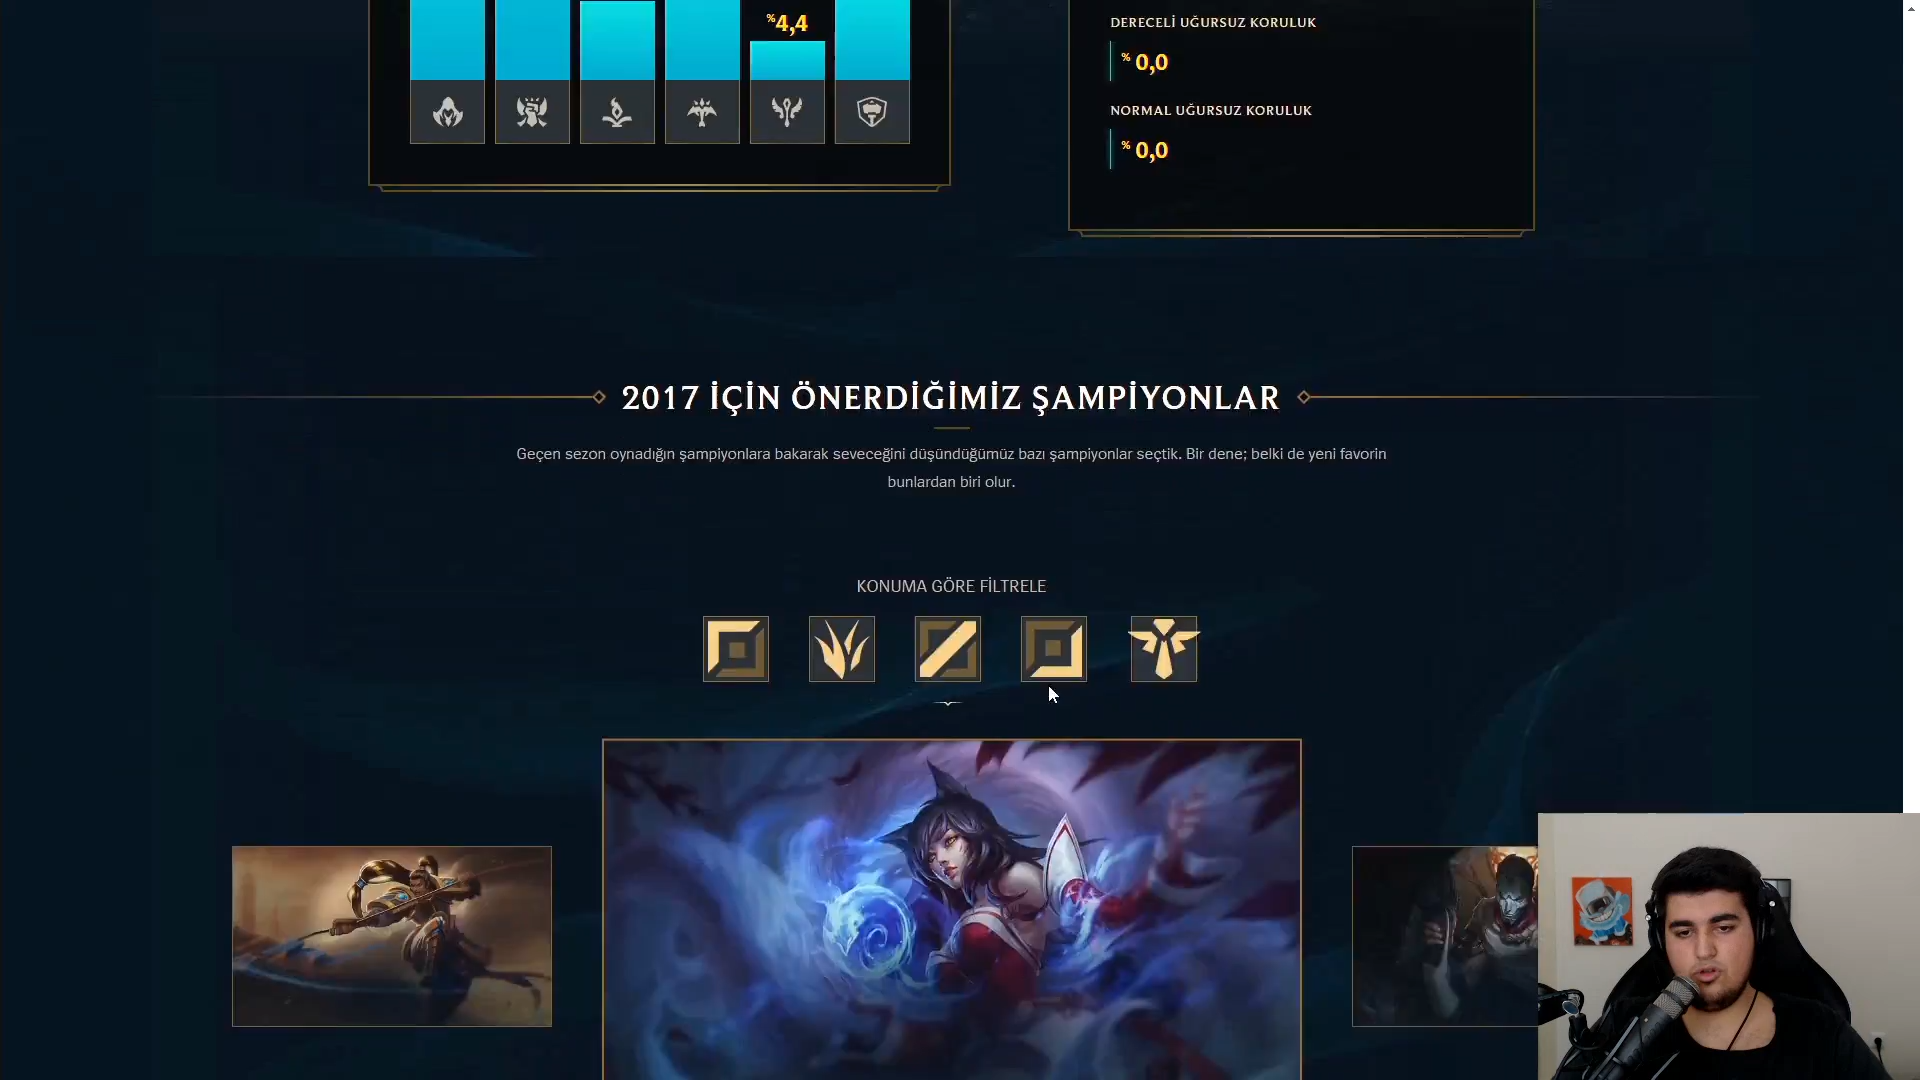 %4,4
DERECELİ UĞURSUZ KORULUK
% 0,0
NORMAL UĞURSUZ KORULUK
% 0,0
2017 İÇİN ÖNERDİĞİMİZ ŞAMPİYONLAR
Geçen sezon oynadığın şampiyonlara bakarak seveceğini düşündüğümüz bazı şampiyonlar seçtik. Bir dene; belki de yeni favorin
bunlardan biri olur.
KONUMA GÖRE FİLTRELE